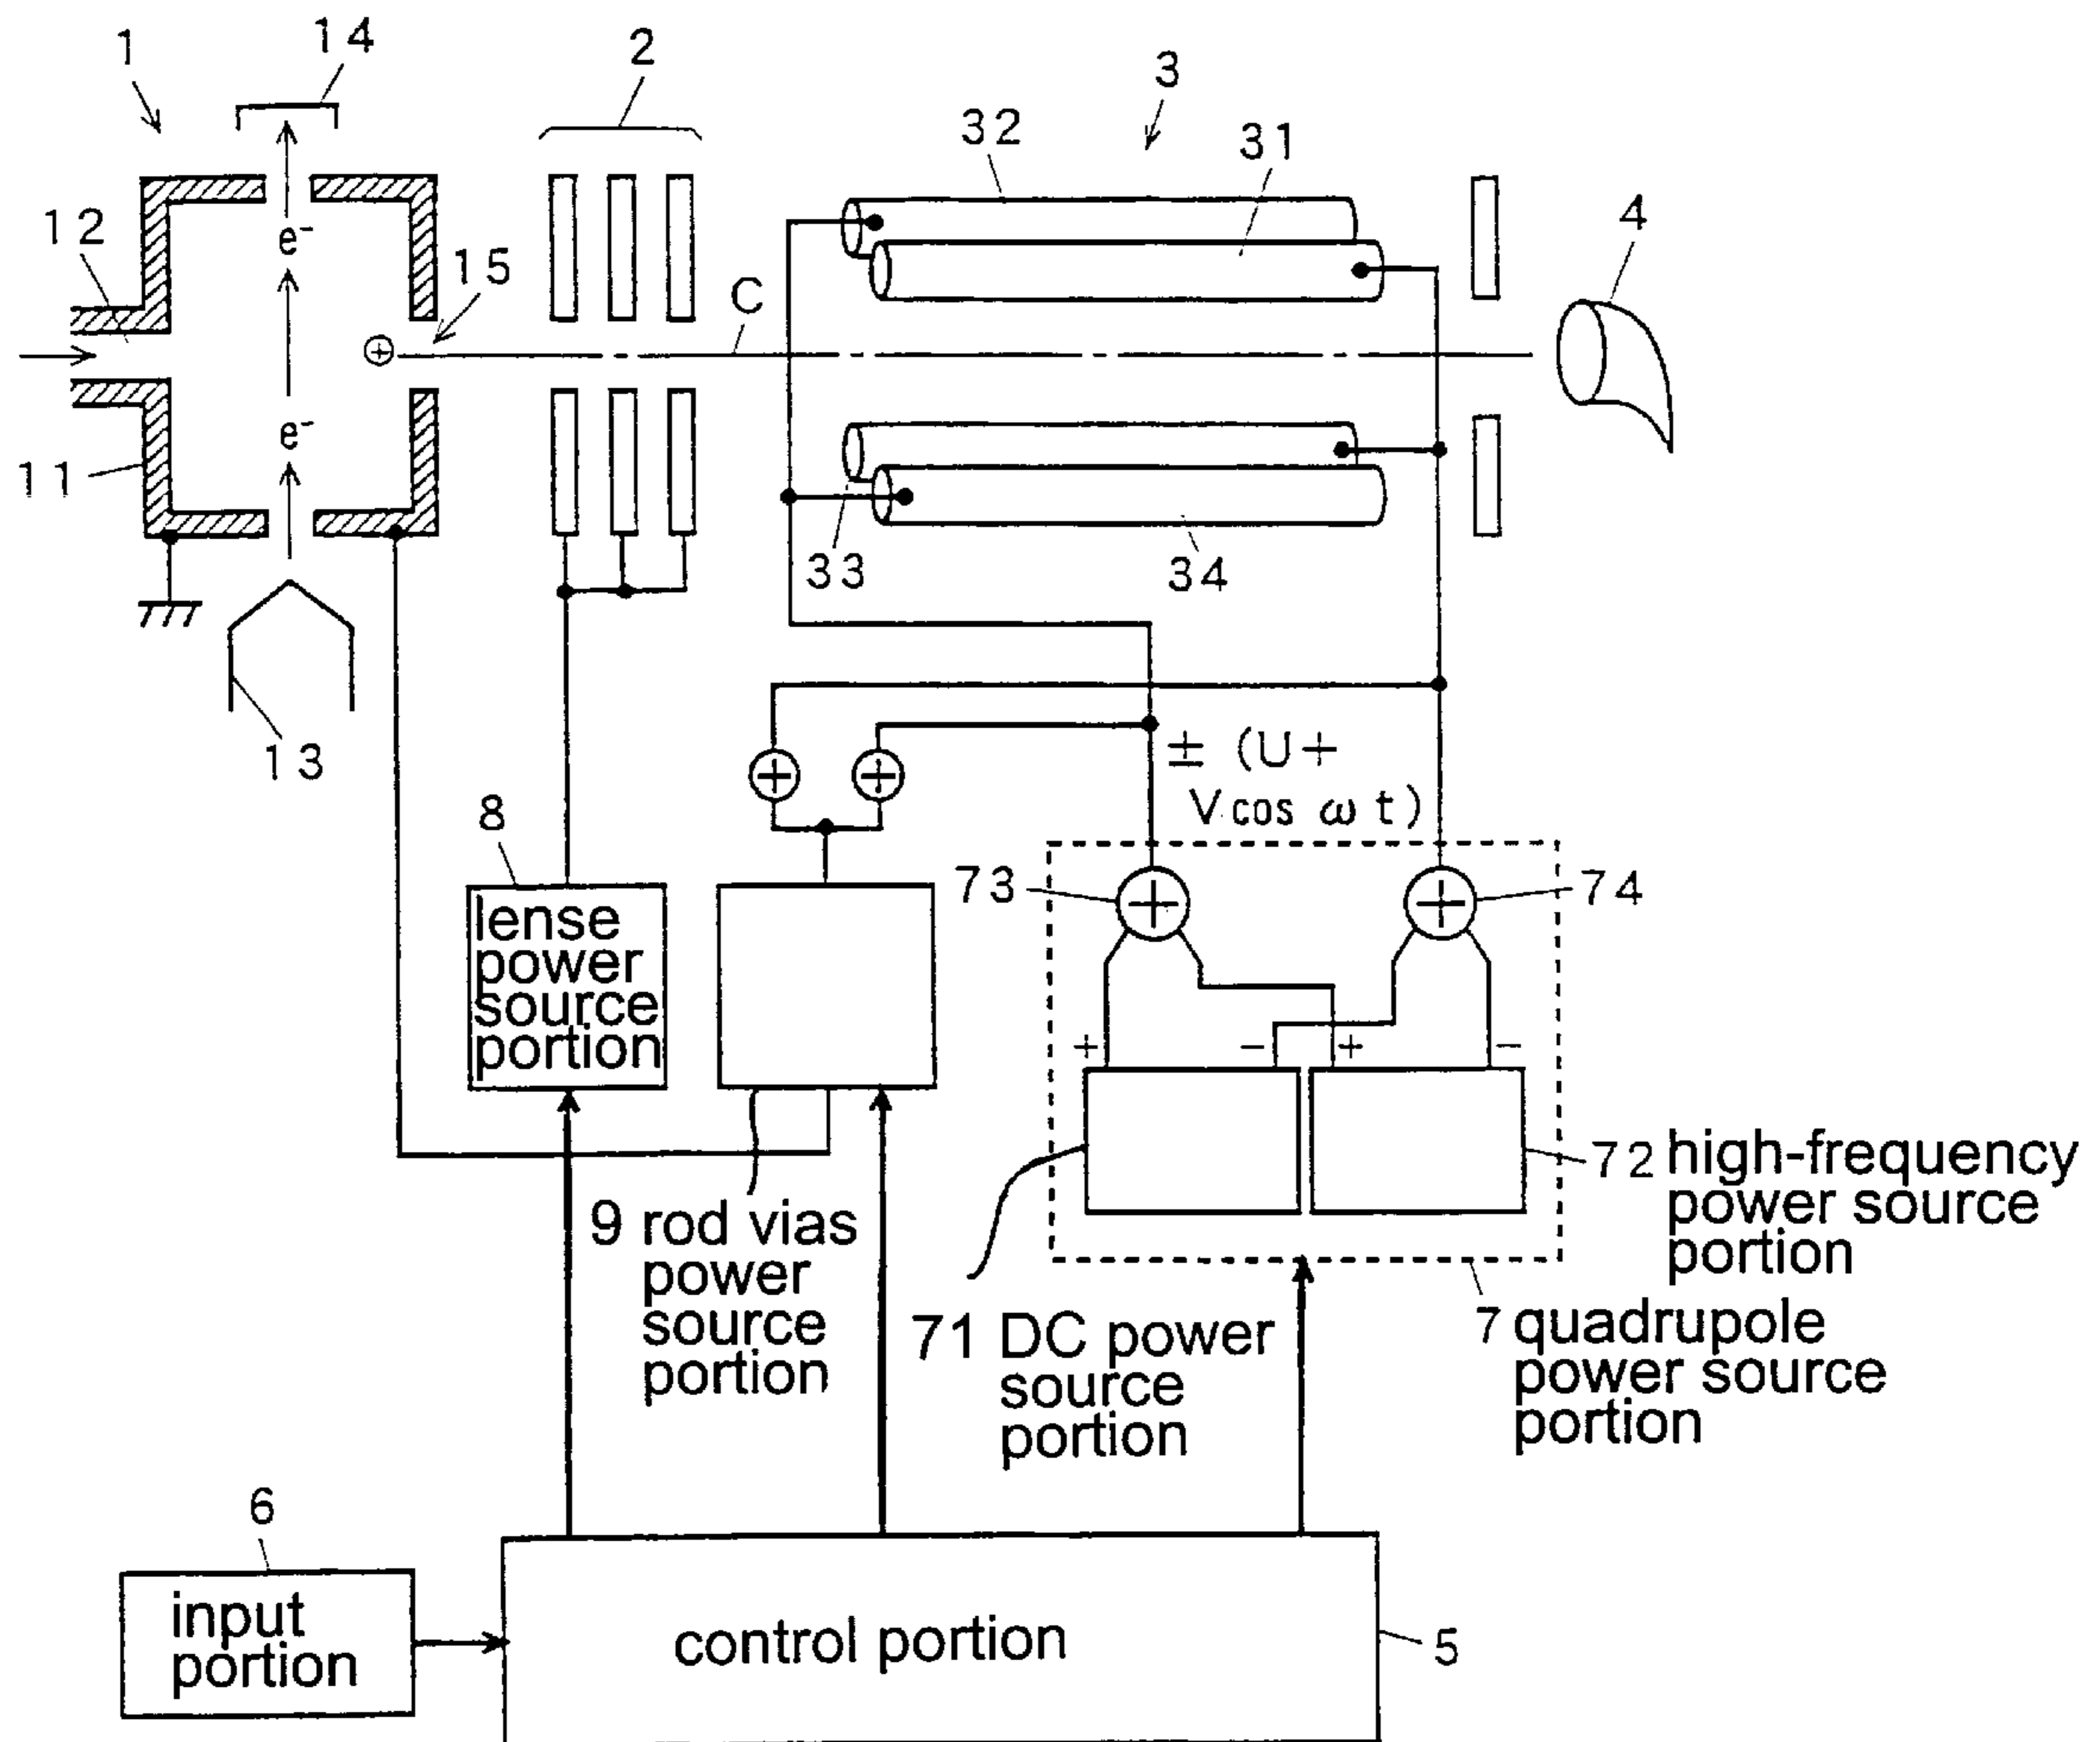 1
14
2
3
32
31
12
e⁻
15
4
C
⊕
e⁻
11
33
34
13
± (U+
V cos ω t)
8
73
74
lense
power
source
portion
+
−
+
−
72 high-frequency
power source
portion
9 rod vias
power
source
portion
71 DC power
source
portion
7 quadrupole
power source
portion
6
input
portion
control portion
5